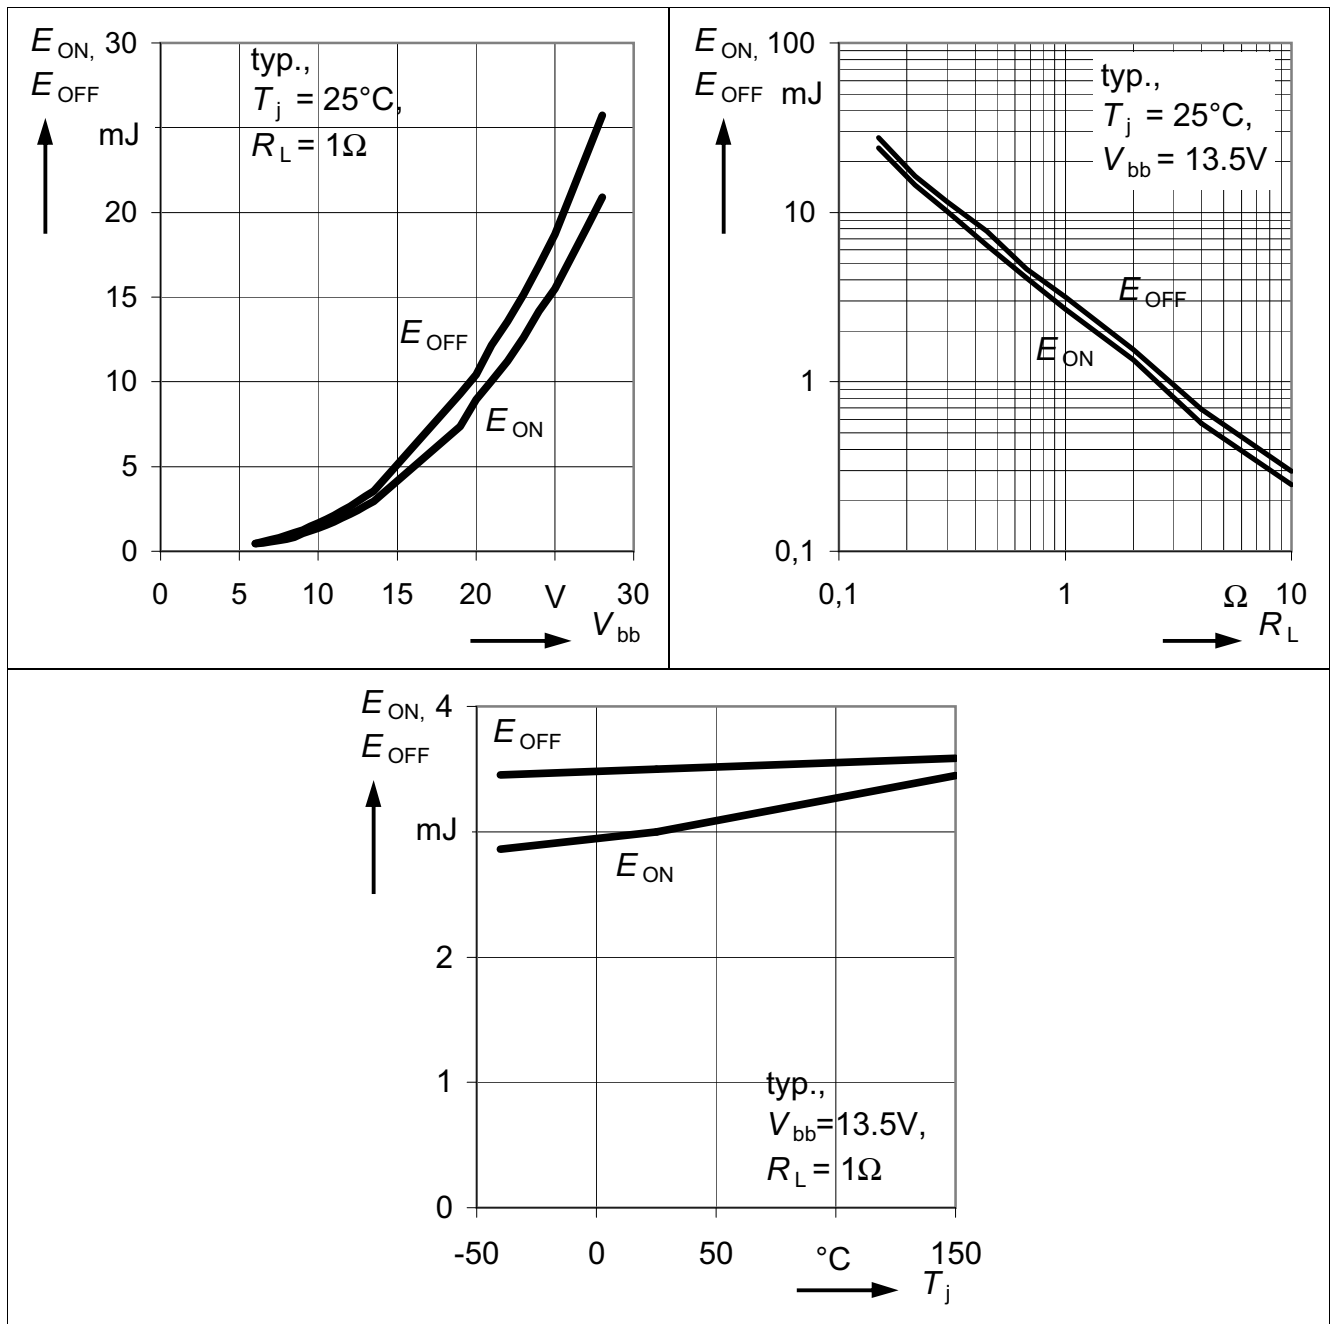 E ON, 30
E OFF
mJ
typ.,
T j = 25°C,
R L = 1Ω
20
15
10
5
0
E OFF
E ON
0 5 10 15 20 V 30
V bb
E ON, 100
E OFF mJ
typ.,
T j = 25°C,
V bb = 13.5V
10
1
0,1
E OFF
E ON
0,1 1 Ω 10
R L
E ON, 4
E OFF
E OFF
mJ
E ON
2
1
0
typ.,
V bb=13.5V,
R L = 1Ω
-50 0 50 °C 150
T j